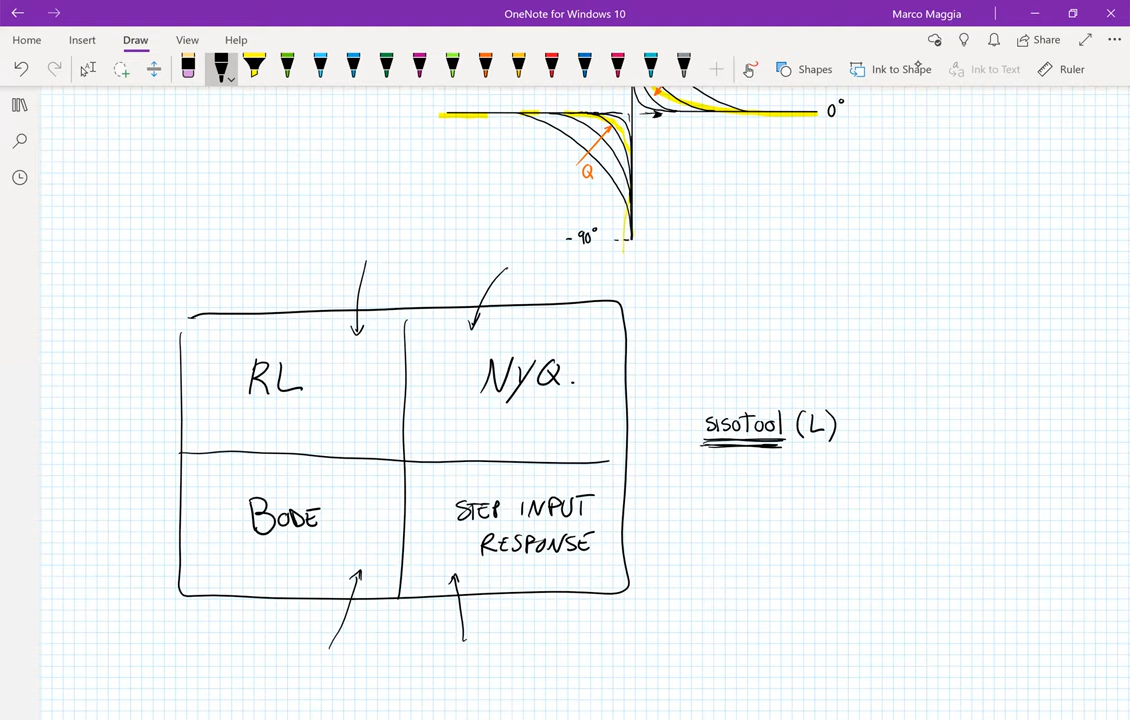 OneNote for Windows 10
Marco Maggia
Home
Insert
Draw
View
Help
Share
Shapes
Ink to Shape
Ink to Text
Ruler
0°
Q
- 90°
RL
NYQ.
sisoTool (L)
BODE
STEP INPUT
RESPONSE